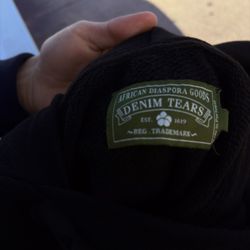 AFRICAN DIASPORA GOODS
DENIM TEARS
EST. 1619
REG. TRADEMARK